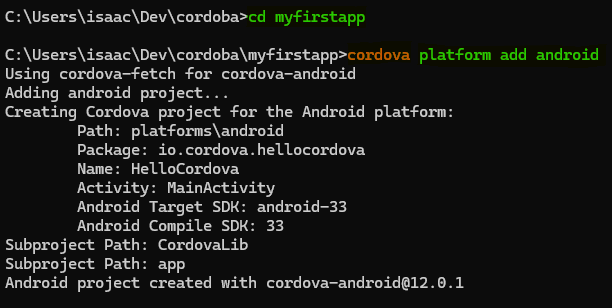 C:\Users\isaac\Dev\cordoba>cd myfirstapp
C:\Users\isaac\Dev\cordoba\myfirstapp>cordova platform add android
Using cordova-fetch for cordova-android
Adding android project...
Creating Cordova project for the Android platform:
        Path: platforms\android
        Package: io.cordova.hellocordova
        Name: HelloCordova
        Activity: MainActivity
        Android Target SDK: android-33
        Android Compile SDK: 33
Subproject Path: CordovaLib
Subproject Path: app
Android project created with cordova-android@12.0.1